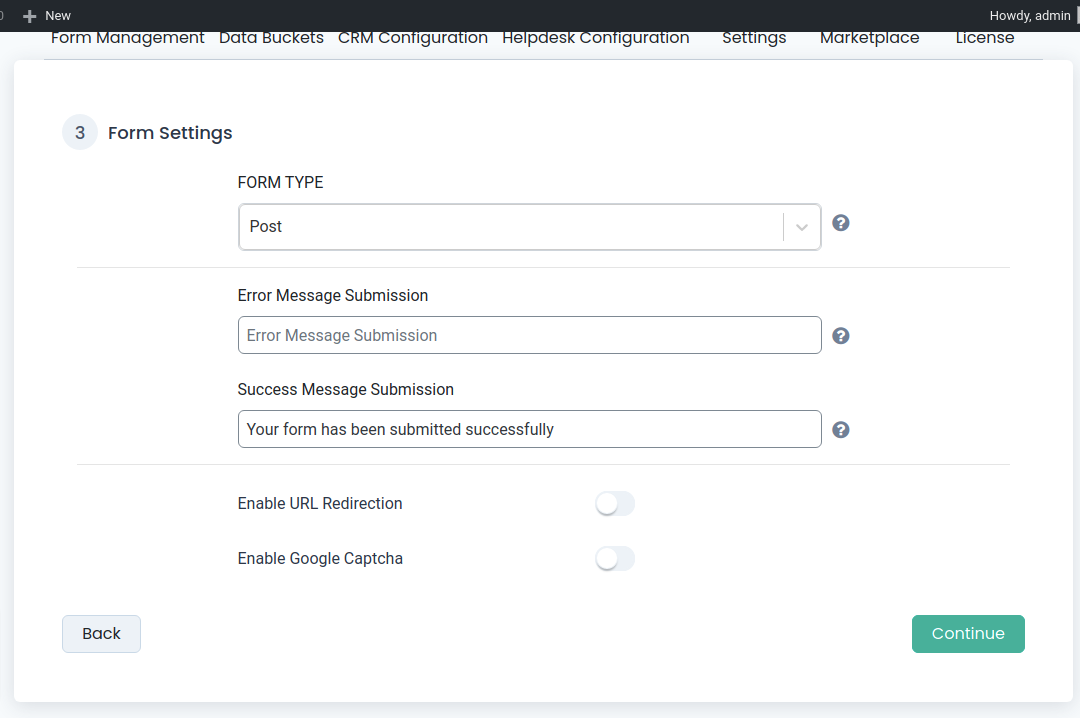 New
Howdy, admin
Form Management Data Buckets CRM Configuration Helpdesk Configuration Settings Marketplace License
3 Form Settings
FORM TYPE
Post
Error Message Submission
Error Message Submission
Success Message Submission
Your form has been submitted successfully
Enable URL Redirection
Enable Google Captcha
Back
Continue